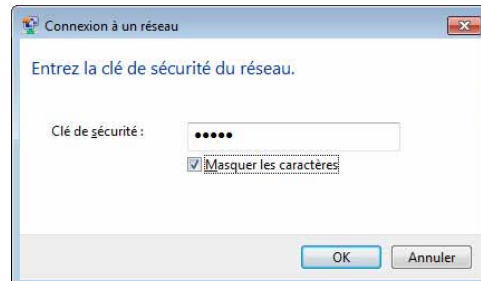 Connexion à un réseau
Entrez la clé de sécurité du réseau.
Clé de sécurité : •••••
Masquer les caractères
OK Annuler